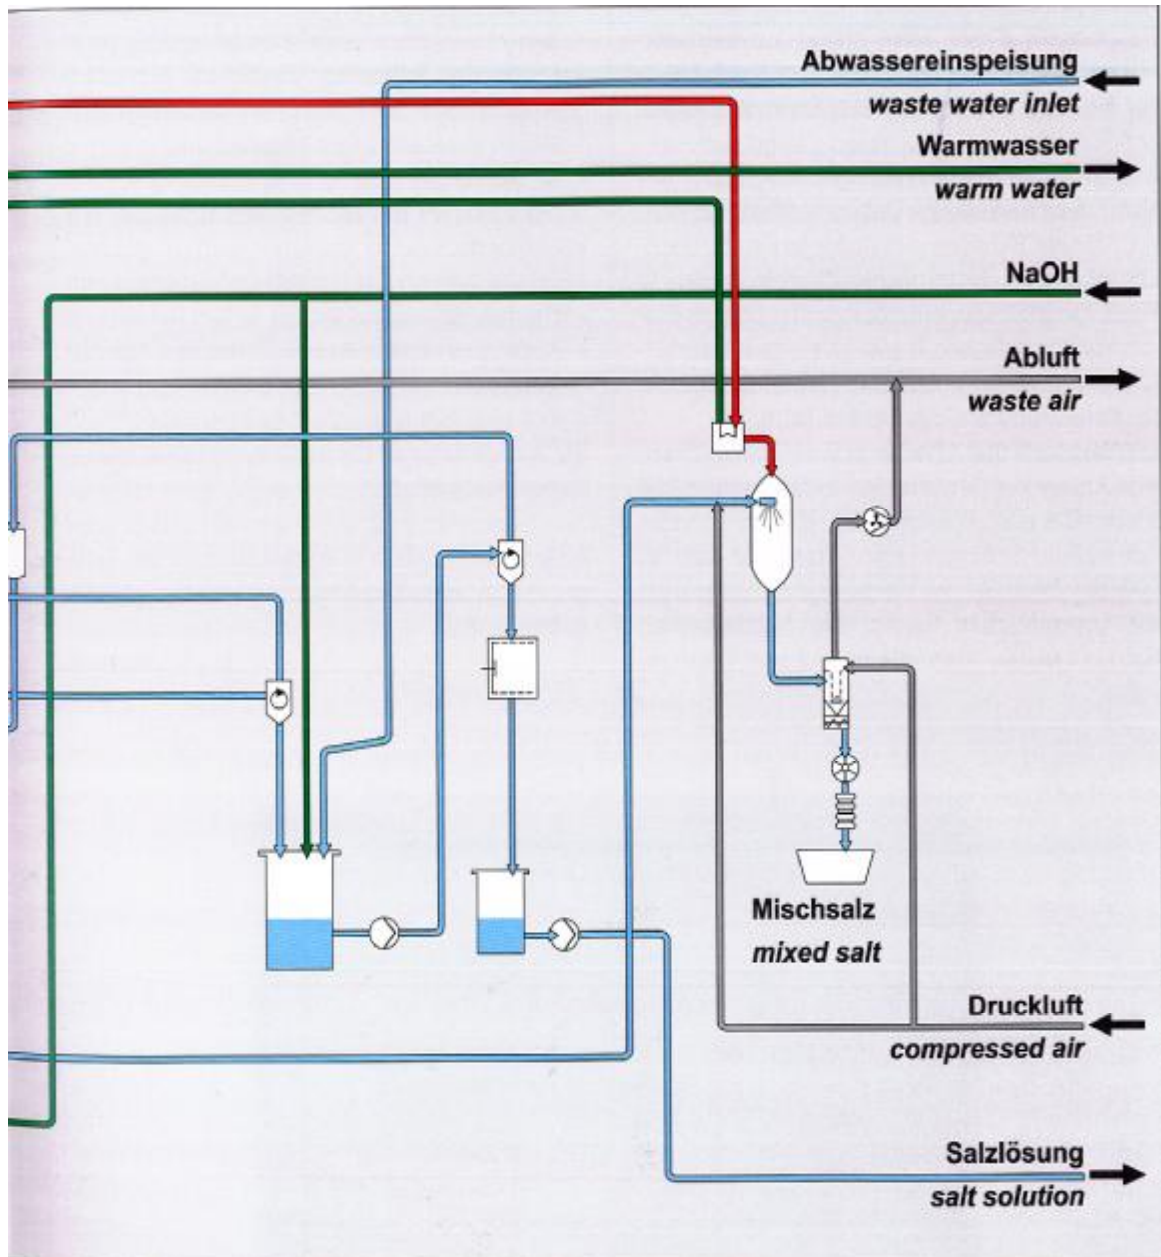 Abwassereinspeisung
waste water inlet
Warmwasser
warm water
NaOH
Abluft
waste air
Mischsalz
mixed salt
Druckluft
compressed air
Salzlösung
salt solution